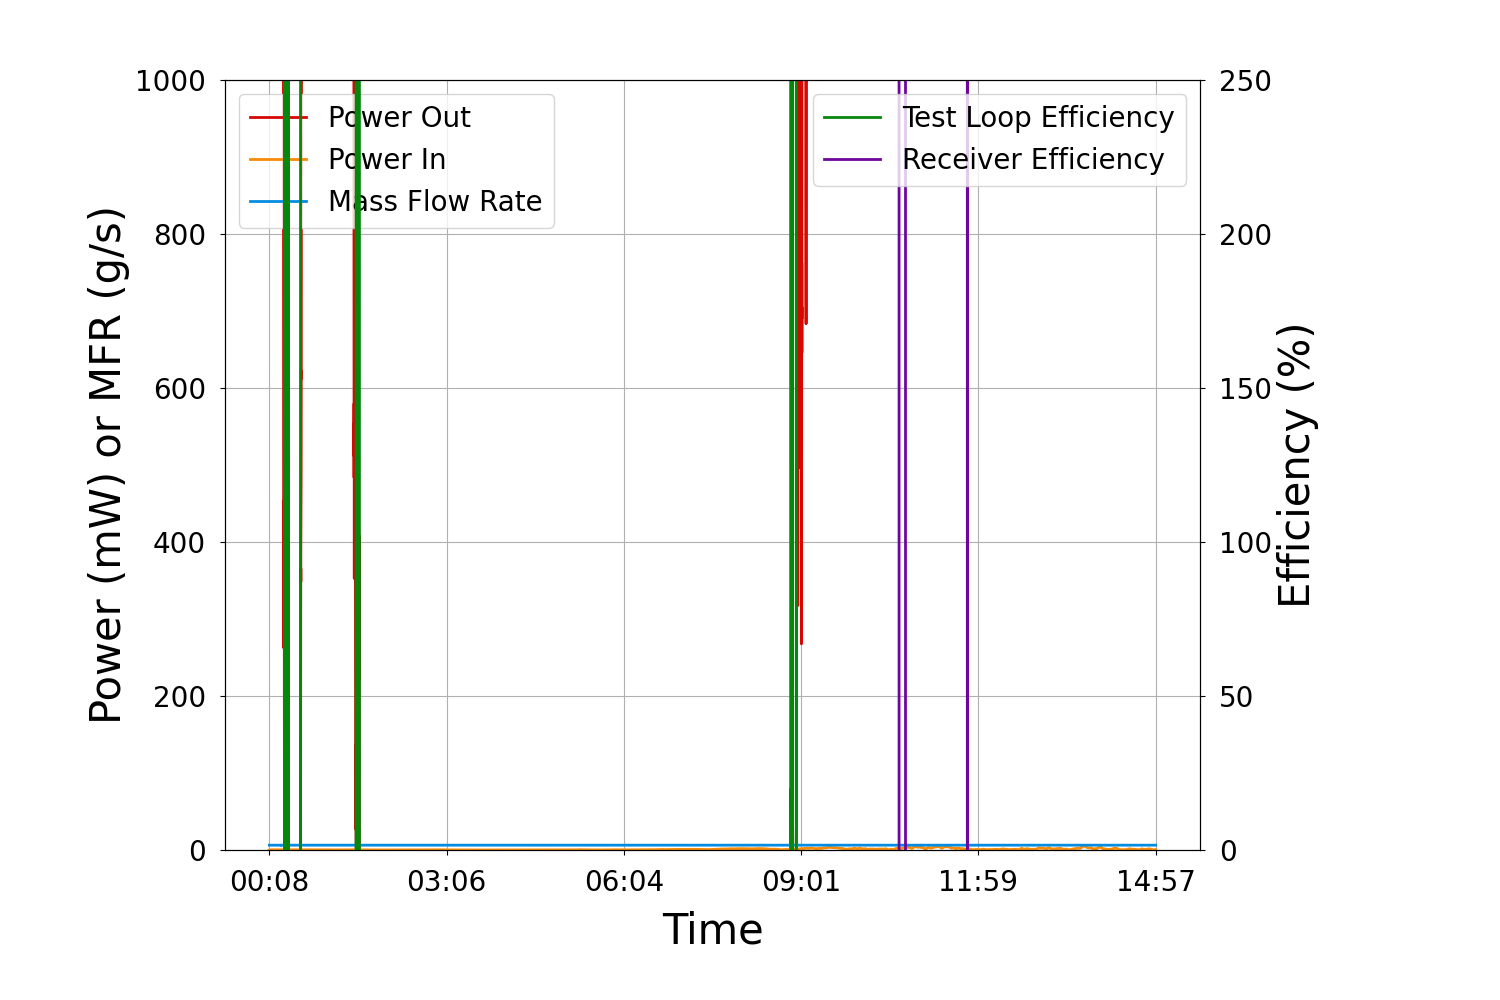 1000
800
600
400
200
0
Power (mW) or MFR (g/s)
Power Out
Power In
Mass Flow Rate
Test Loop Efficiency
Receiver Efficiency
250
200
150
100
50
0
Efficiency (%)
00:08 03:06 06:04 09:01 11:59 14:57
Time